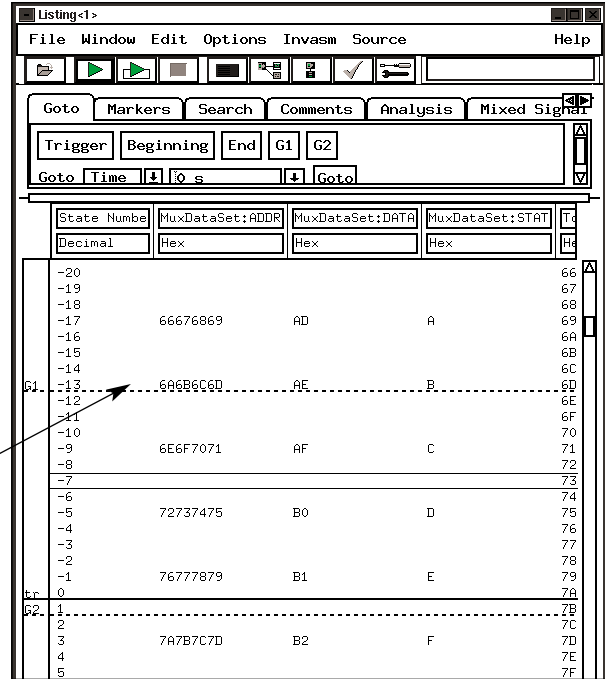 Listing<1>
File Window Edit Options Invasm Source Help
Goto Markers Search Comments Analysis Mixed Signal
Trigger Beginning End G1 G2
Goto Time 0 s Goto
State Numbe MuxDataSet:ADDR MuxDataSet:DATA MuxDataSet:STAT
Decimal Hex Hex Hex He
-20 66
-19 67
-18 68
-17 66676869 AD A 69
-16 6A
-15 6B
-14 6C
G1 -13 6A6B6C6D AE B 6D
-12 6E
-11 6F
-10 70
-9 6E6F7071 AF C 71
-8 72
-7 73
-6 74
-5 72737475 B0 D 75
-4 76
-3 77
-2 78
-1 76777879 B1 E 79
tr 0 7A
G2 1 7B
2 7C
3 7A7B7C7D B2 F 7D
4 7E
5 7F